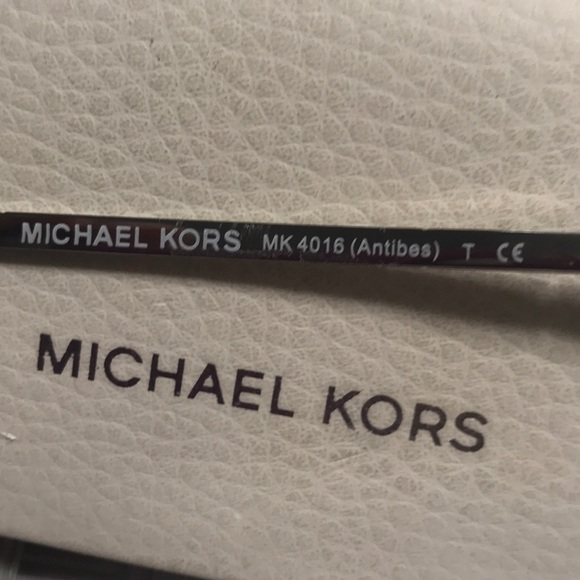 MICHAEL KORS MK 4016 (Antibes) T CE
MICHAEL KORS